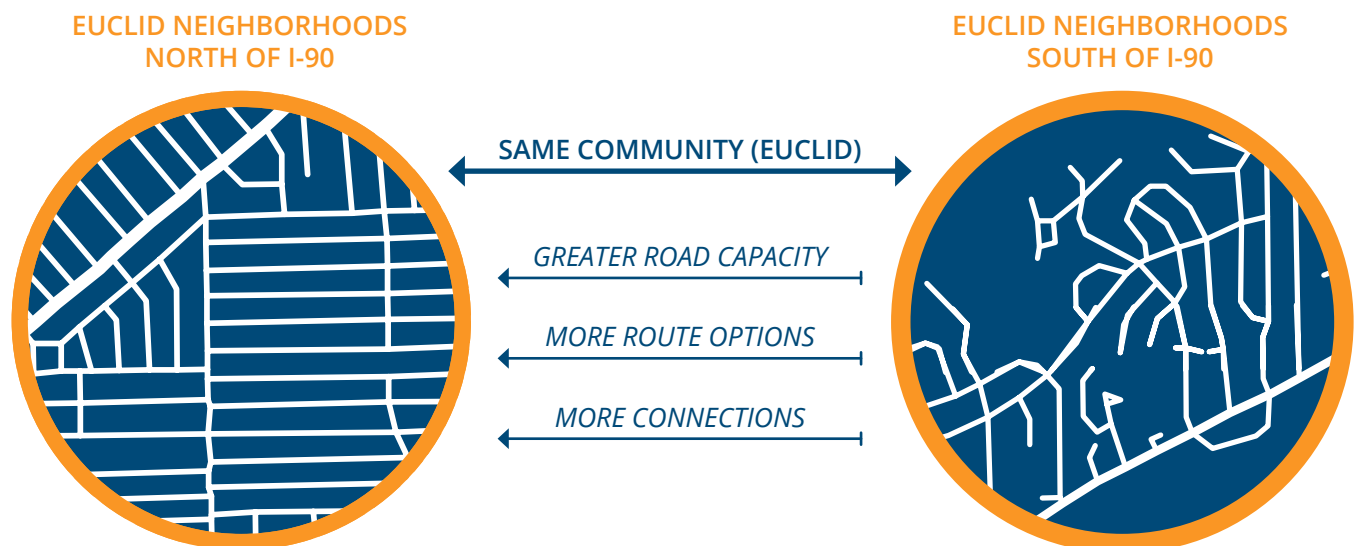 EUCLID NEIGHBORHOODS
NORTH OF I-90
EUCLID NEIGHBORHOODS
SOUTH OF I-90
SAME COMMUNITY (EUCLID)
GREATER ROAD CAPACITY
MORE ROUTE OPTIONS
MORE CONNECTIONS